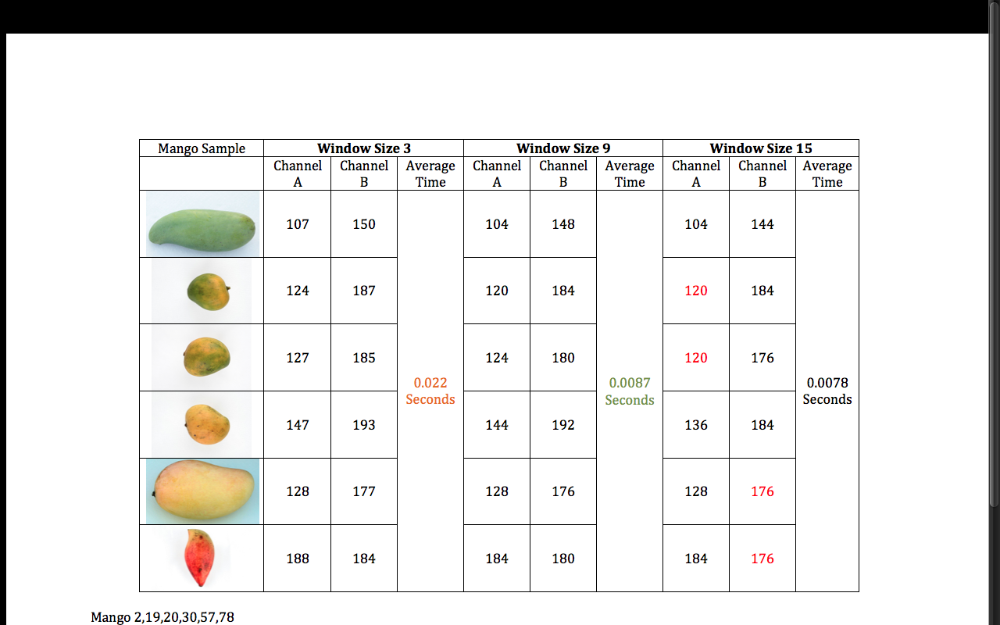 Mango Sample Window Size 3 Window Size 9 Window Size 15
Channel A Channel B Average Time Channel A Channel B Average Time Channel A Channel B Average Time
107 150 104 148 104 144
124 187 120 184 120 184
127 185 124 180 120 176
0.022 Seconds 0.0087 Seconds 0.0078 Seconds
147 193 144 192 136 184
128 177 128 176 128 176
188 184 184 180 184 176
Mango 2,19,20,30,57,78